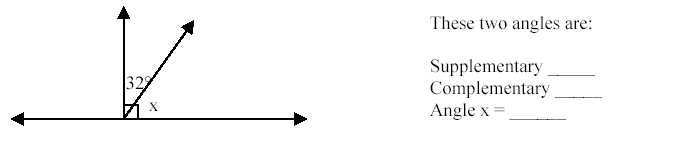 32°
x
These two angles are:
Supplementary _____
Complementary _____
Angle x = ______